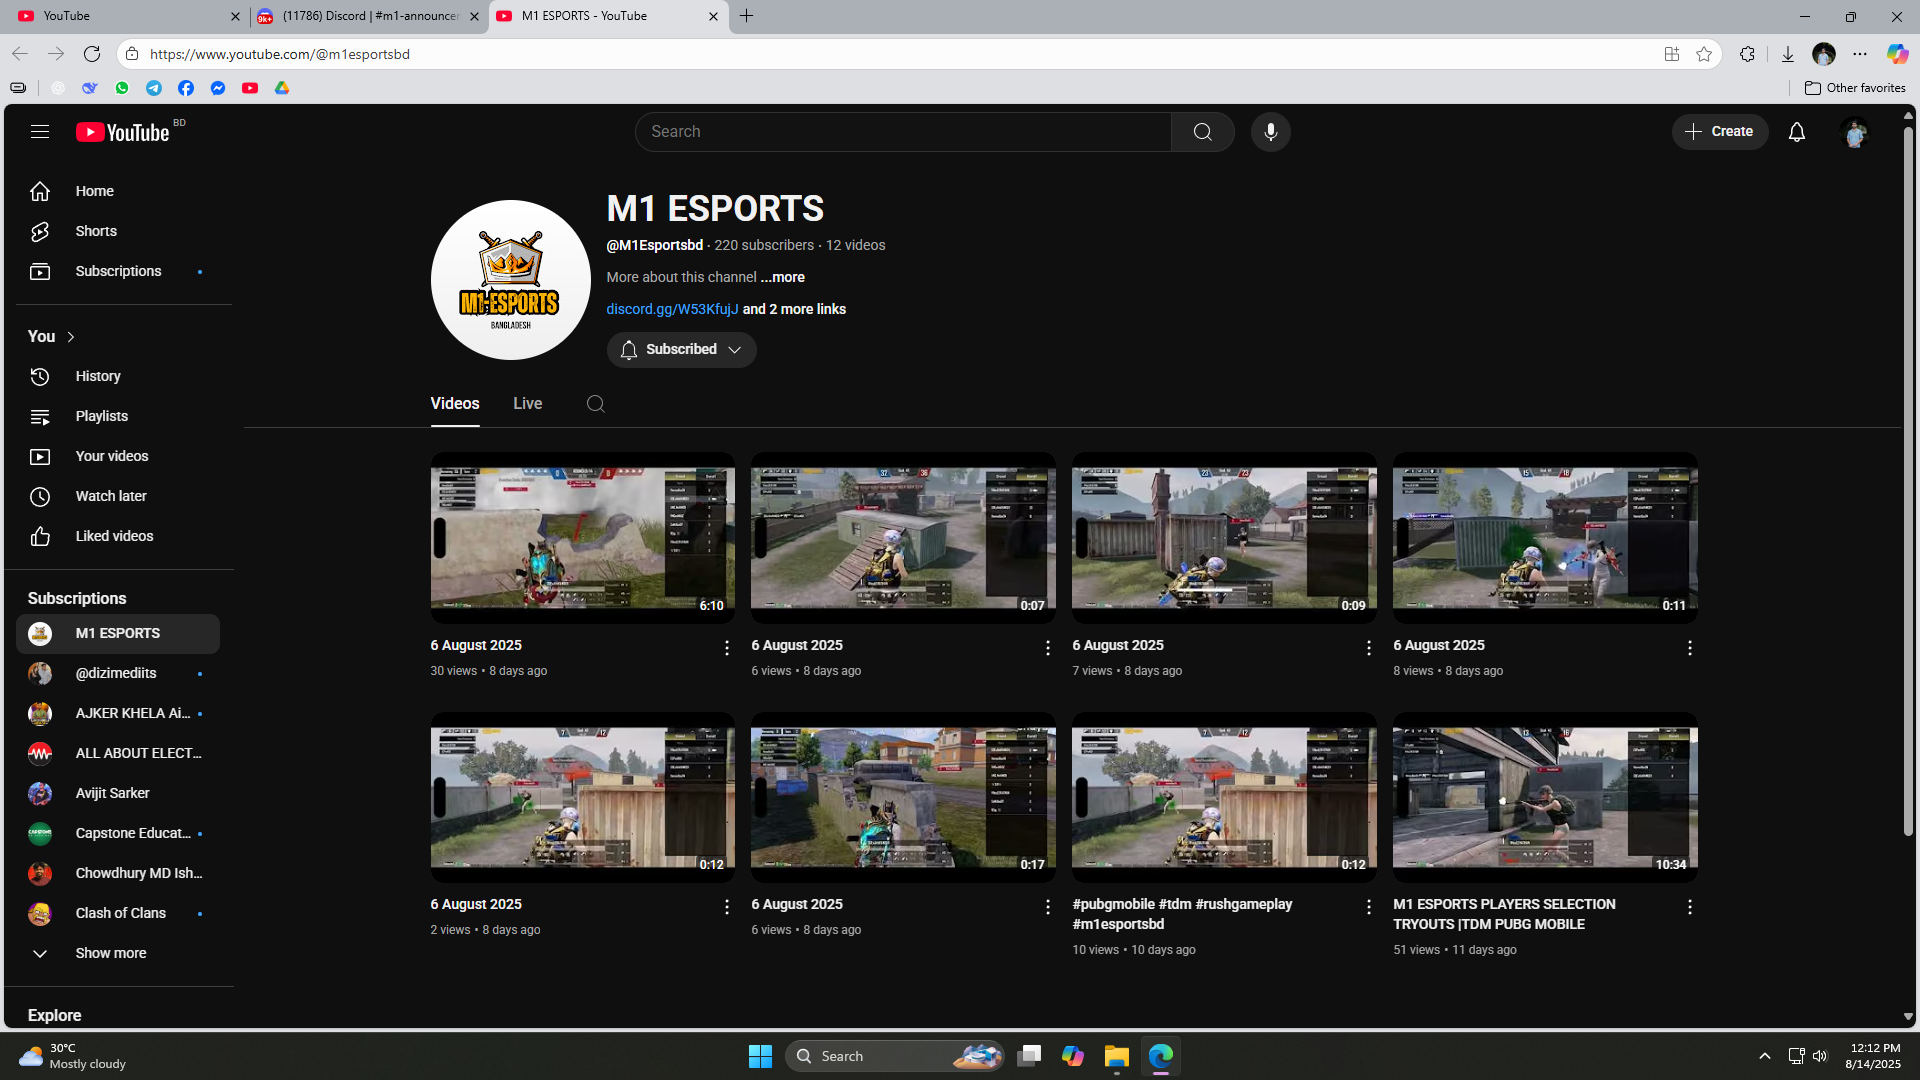 YouTube
(11786) Discord | #m1-announcer
M1 ESPORTS - YouTube
https://www.youtube.com/@m1esportsbd
Other favorites
YouTube BD
Search
Create
Home
Shorts
Subscriptions
You
History
Playlists
Your videos
Watch later
Liked videos
Subscriptions
M1 ESPORTS
@dizimediits
AJKER KHELA Ai...
ALL ABOUT ELECT...
Avijit Sarker
Capstone Educat...
Chowdhury MD Ish...
Clash of Clans
Show more
Explore
M1-ESPORTS
BANGLADESH
M1 ESPORTS
@M1Esportsbd · 220 subscribers · 12 videos
More about this channel ...more
discord.gg/W53KfujJ and 2 more links
Subscribed
Videos
Live
6:10
0:07
0:09
0:11
6 August 2025
30 views • 8 days ago
6 August 2025
6 views • 8 days ago
6 August 2025
7 views • 8 days ago
6 August 2025
8 views • 8 days ago
0:12
0:17
0:12
10:34
6 August 2025
2 views • 8 days ago
6 August 2025
6 views • 8 days ago
#pubgmobile #tdm #rushgameplay
#m1esportsbd
10 views • 10 days ago
M1 ESPORTS PLAYERS SELECTION
TRYOUTS |TDM PUBG MOBILE
51 views • 11 days ago
30°C
Mostly cloudy
Search
12:12 PM
8/14/2025